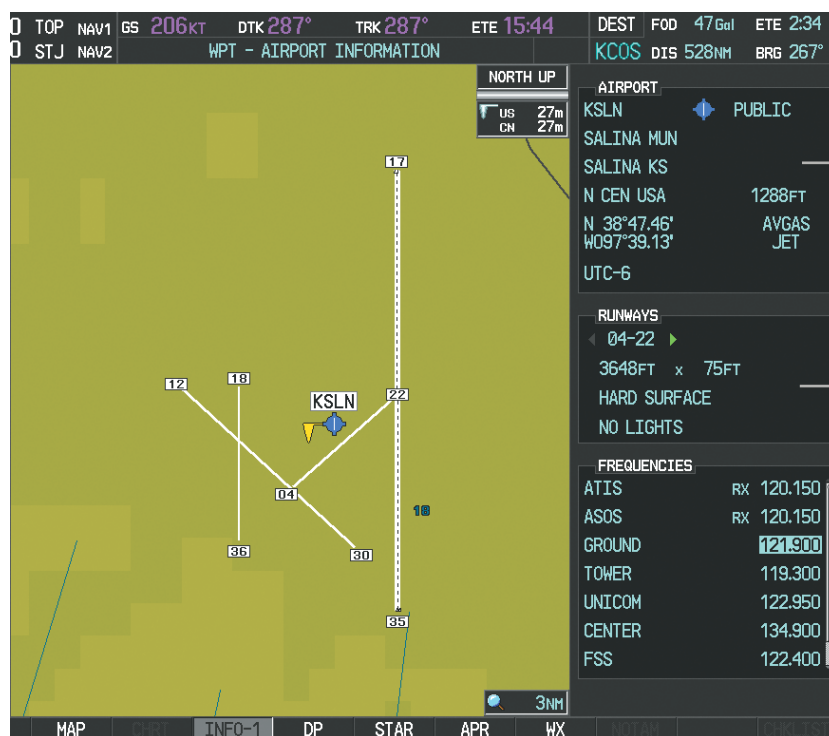 0 TOP NAV1 GS 206KT DTK 287° TRK 287° ETE 15:44 DEST FOD 47Gal ETE 2:34
0 STJ NAV2 WPT - AIRPORT INFORMATION KCOS DIS 528NM BRG 267°
NORTH UP
US 27m
CN 27m
AIRPORT
KSLN PUBLIC
SALINA MUN
SALINA KS
N CEN USA 1288FT
N 38°47.46' AVGAS
W097°39.13' JET
UTC-6
RUNWAYS
04-22
3648FT x 75FT
HARD SURFACE
NO LIGHTS
FREQUENCIES
ATIS RX 120.150
ASOS RX 120.150
GROUND 121.900
TOWER 119.300
UNICOM 122.950
CENTER 134.900
FSS 122.400
17
12
18
22
KSLN
04
18
36
30
35
3NM
MAP CHRT INFO-1 DP STAR APR WX NOTAM CHKLIST